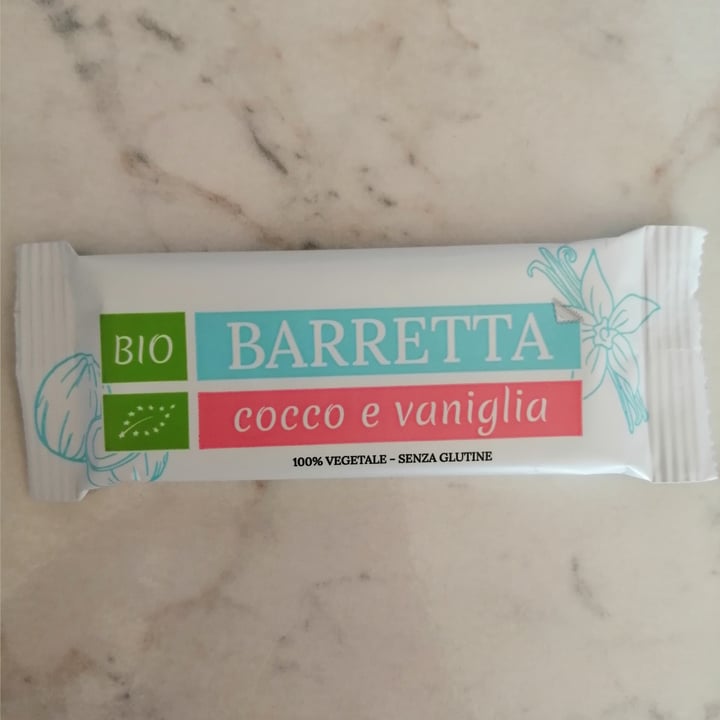 BIO
BARRETTA
cocco e vaniglia
100% VEGETALE - SENZA GLUTINE